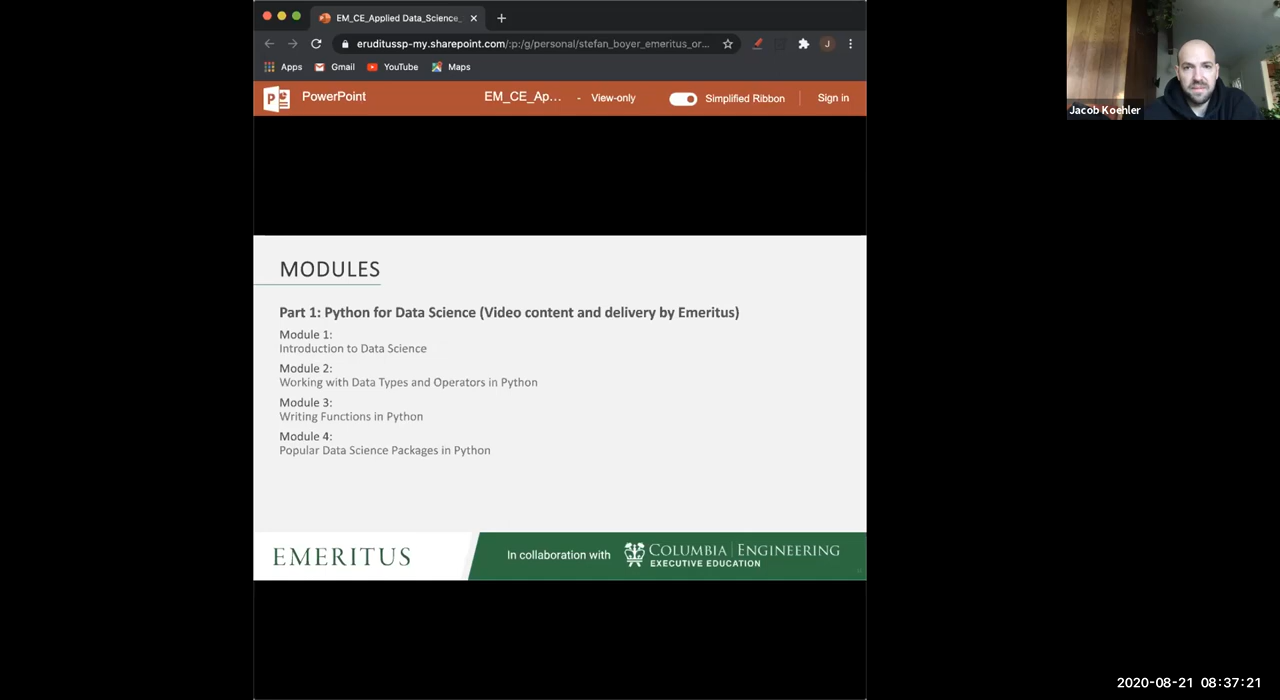 EM_CE_Applied Data_Science_
eruditussp-my.sharepoint.com/:p:/g/personal/stefan_boyer_emeritus_or...
J
Apps Gmail YouTube Maps
PowerPoint EM_CE_Ap... - View-only Simplified Ribbon Sign in
Jacob Koehler
MODULES
Part 1: Python for Data Science (Video content and delivery by Emeritus)
Module 1:
Introduction to Data Science
Module 2:
Working with Data Types and Operators in Python
Module 3:
Writing Functions in Python
Module 4:
Popular Data Science Packages in Python
EMERITUS
In collaboration with
COLUMBIA | ENGINEERING
EXECUTIVE EDUCATION
2020-08-21 08:37:21